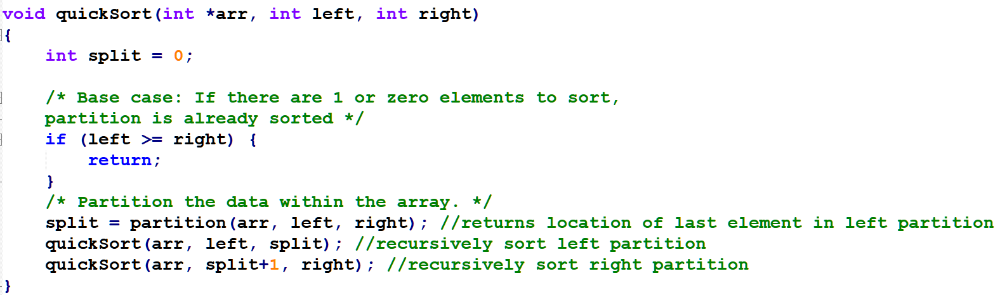 void quickSort(int *arr, int left, int right)
{
    int split = 0;

    /* Base case: If there are 1 or zero elements to sort,
    partition is already sorted */
    if (left >= right) {
        return;
    }
    /* Partition the data within the array. */
    split = partition(arr, left, right); //returns location of last element in left partition
    quickSort(arr, left, split); //recursively sort left partition
    quickSort(arr, split+1, right); //recursively sort right partition
}